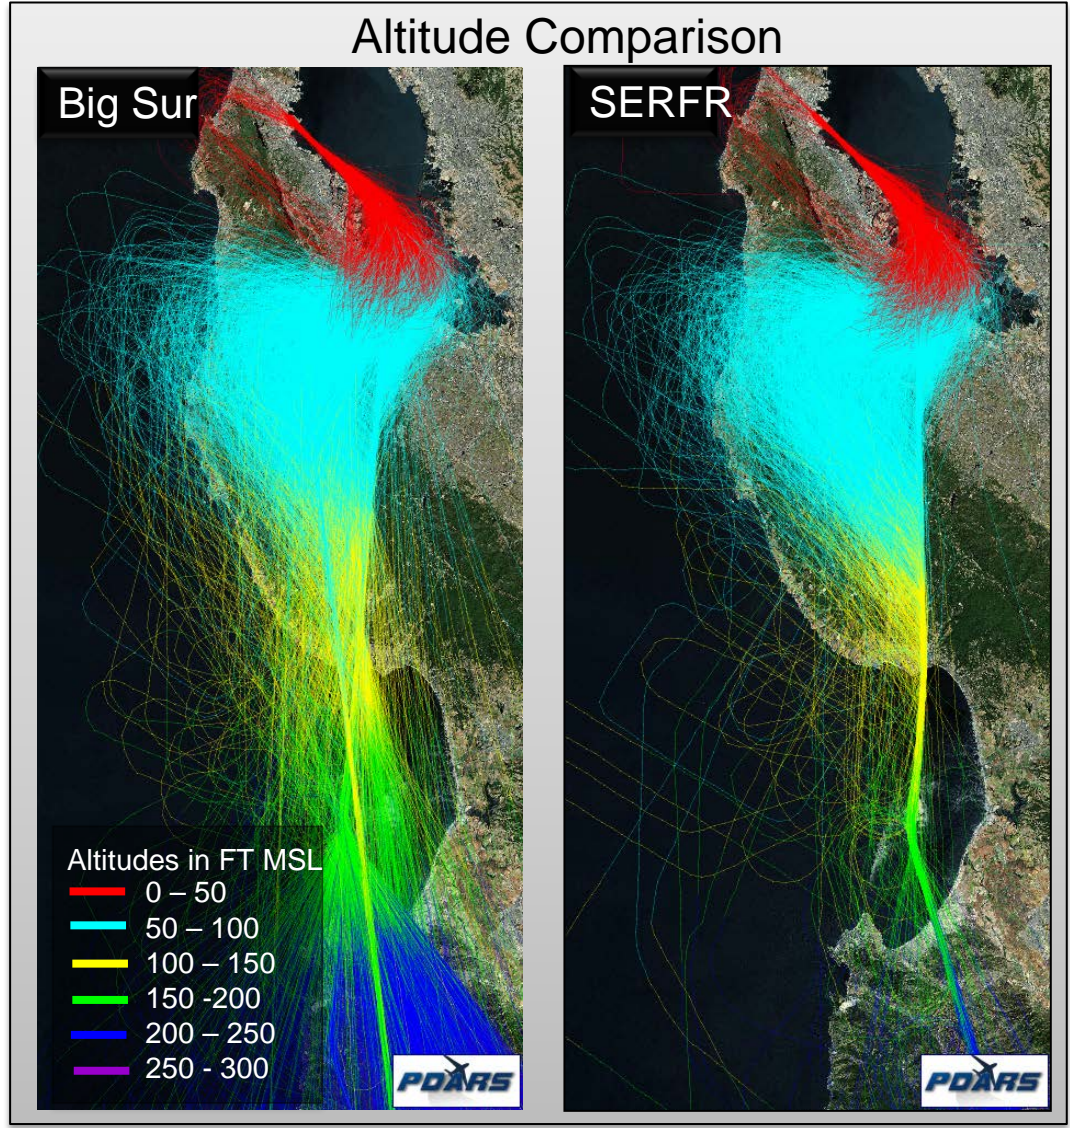 Altitude Comparison
Big Sur
SERFR
Altitudes in FT MSL
0 – 50
50 – 100
100 – 150
150 -200
200 – 250
250 - 300
PDARS
PDARS